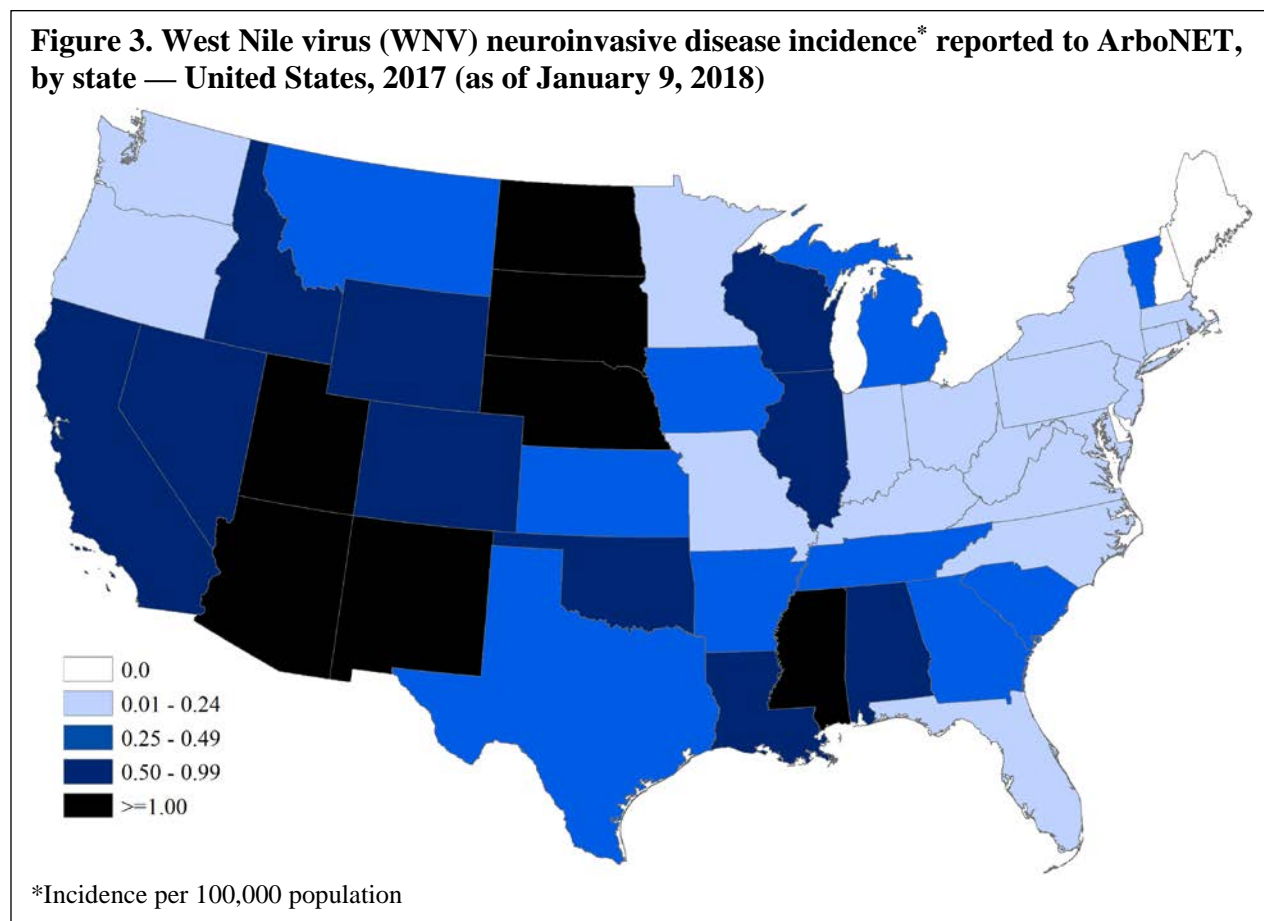 Figure 3. West Nile virus (WNV) neuroinvasive disease incidence* reported to ArboNET,
by state — United States, 2017 (as of January 9, 2018)
0.0
0.01 - 0.24
0.25 - 0.49
0.50 - 0.99
>=1.00
*Incidence per 100,000 population